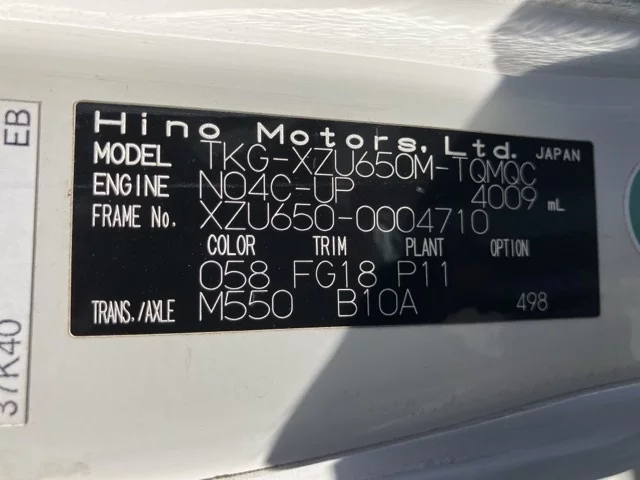 Hino Motors, Ltd. JAPAN
MODEL TKG-XZU650M-TQMQC
ENGINE N04C-UP 4009 mL
FRAME No. XZU650-0004710
COLOR TRIM PLANT OPTION
058 FG18 P11
TRANS./AXLE M550 B10A 498
EB
37K40